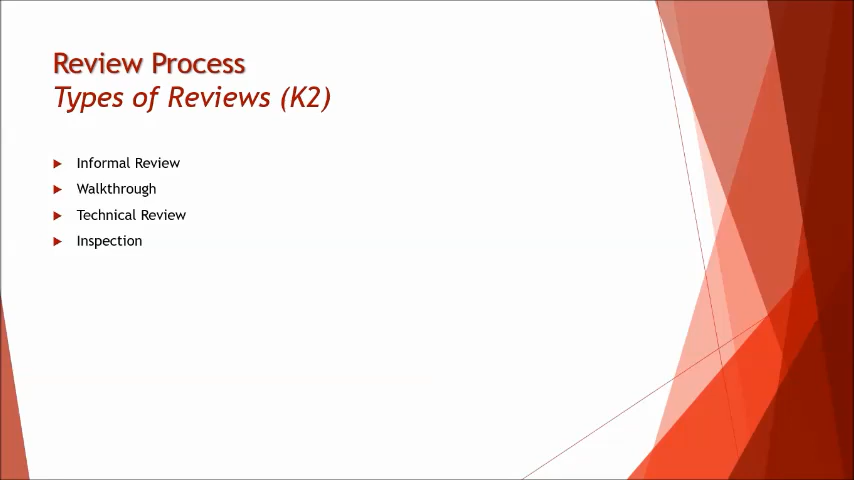 Review Process
Types of Reviews (K2)
Informal Review
Walkthrough
Technical Review
Inspection